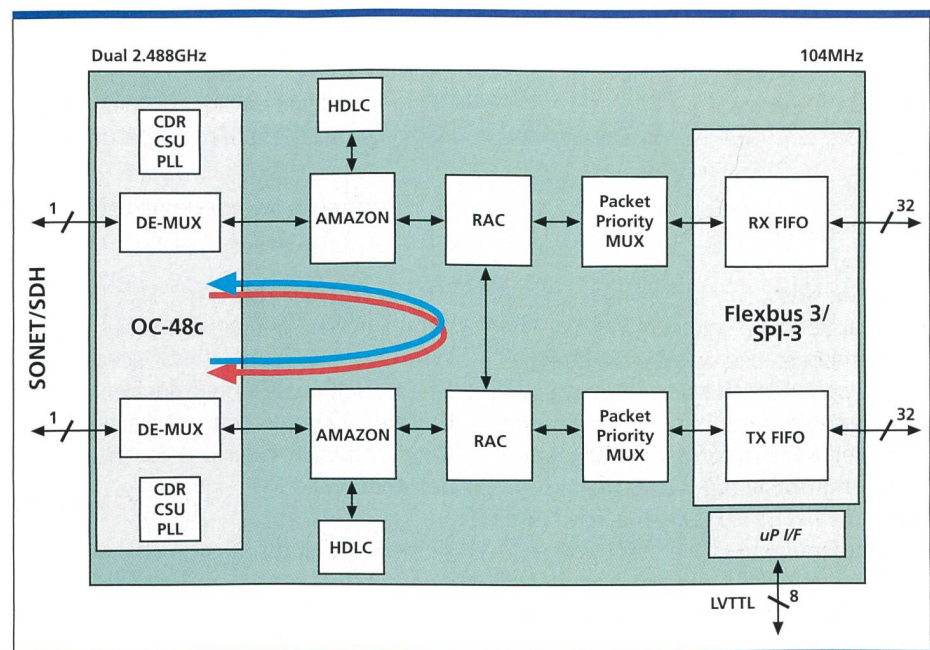 Dual 2.488GHz
104MHz
HDLC
CDR
CSU
PLL
1
DE-MUX
AMAZON
RAC
Packet
Priority
MUX
RX FIFO
32
SONET/SDH
OC-48c
Flexbus 3/
SPI-3
1
DE-MUX
AMAZON
RAC
Packet
Priority
MUX
TX FIFO
32
CDR
CSU
PLL
HDLC
uP I/F
LVTTL
8